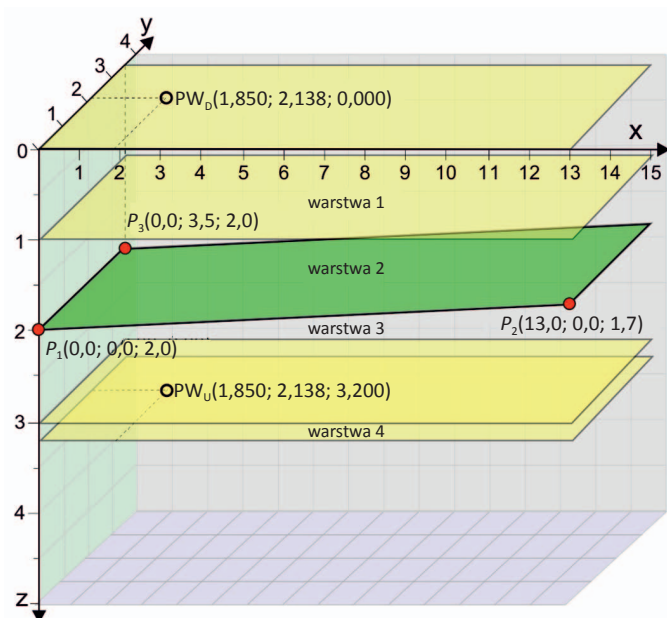 y
4
3
2
1
0
PW_D(1,850; 2,138; 0,000)
x
1 2 3 4 5 6 7 8 9 10 11 12 13 14 15
warstwa 1
P₃(0,0; 3,5; 2,0)
1
warstwa 2
2
P₁(0,0; 0,0; 2,0)
warstwa 3
P₂(13,0; 0,0; 1,7)
PW_U(1,850; 2,138; 3,200)
3
warstwa 4
4
z